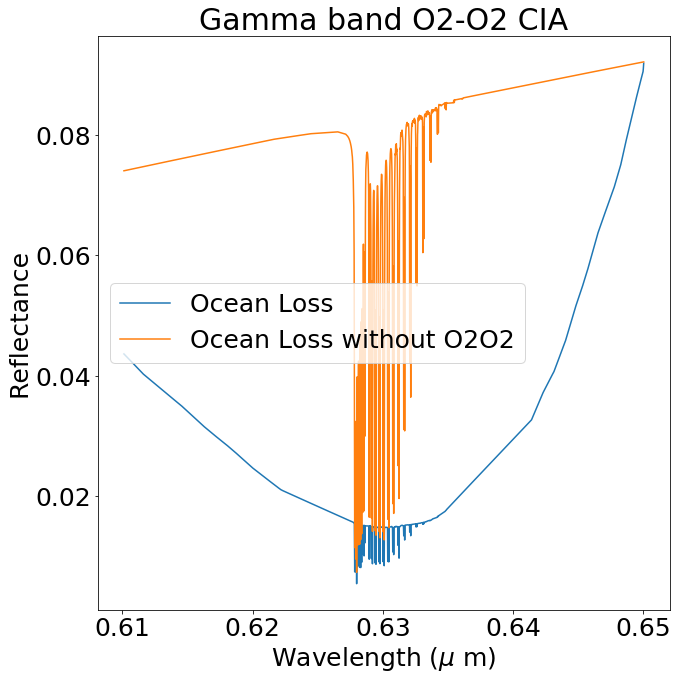 Gamma band O2-O2 CIA
Reflectance
0.08
0.06
0.04
0.02
Ocean Loss
Ocean Loss without O2O2
0.61 0.62 0.63 0.64 0.65
Wavelength (μ m)